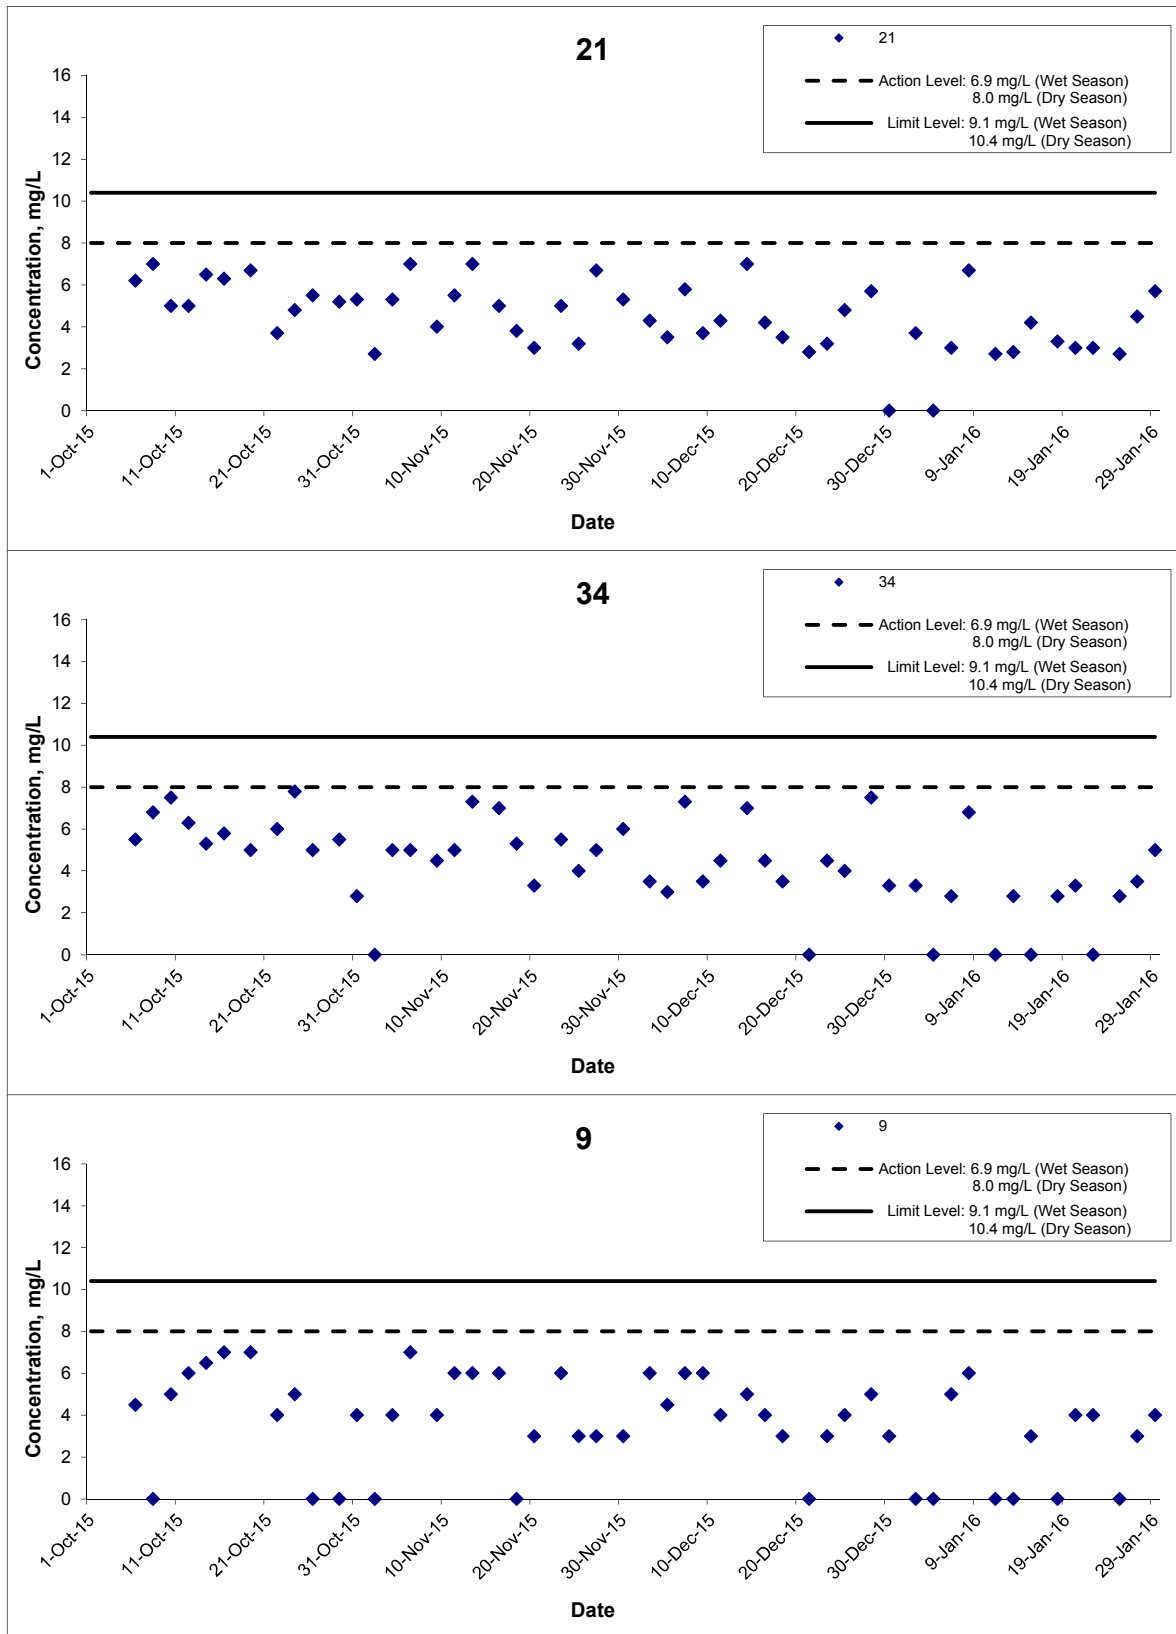 21
21
Action Level: 6.9 mg/L (Wet Season)
8.0 mg/L (Dry Season)
Limit Level: 9.1 mg/L (Wet Season)
10.4 mg/L (Dry Season)
16
14
12
10
8
6
4
2
0
Concentration, mg/L
1-Oct-15
11-Oct-15
21-Oct-15
31-Oct-15
10-Nov-15
20-Nov-15
30-Nov-15
10-Dec-15
20-Dec-15
30-Dec-15
9-Jan-16
19-Jan-16
29-Jan-16
Date
34
34
Action Level: 6.9 mg/L (Wet Season)
8.0 mg/L (Dry Season)
Limit Level: 9.1 mg/L (Wet Season)
10.4 mg/L (Dry Season)
16
14
12
10
8
6
4
2
0
Concentration, mg/L
1-Oct-15
11-Oct-15
21-Oct-15
31-Oct-15
10-Nov-15
20-Nov-15
30-Nov-15
10-Dec-15
20-Dec-15
30-Dec-15
9-Jan-16
19-Jan-16
29-Jan-16
Date
9
9
Action Level: 6.9 mg/L (Wet Season)
8.0 mg/L (Dry Season)
Limit Level: 9.1 mg/L (Wet Season)
10.4 mg/L (Dry Season)
16
14
12
10
8
6
4
2
0
Concentration, mg/L
1-Oct-15
11-Oct-15
21-Oct-15
31-Oct-15
10-Nov-15
20-Nov-15
30-Nov-15
10-Dec-15
20-Dec-15
30-Dec-15
9-Jan-16
19-Jan-16
29-Jan-16
Date